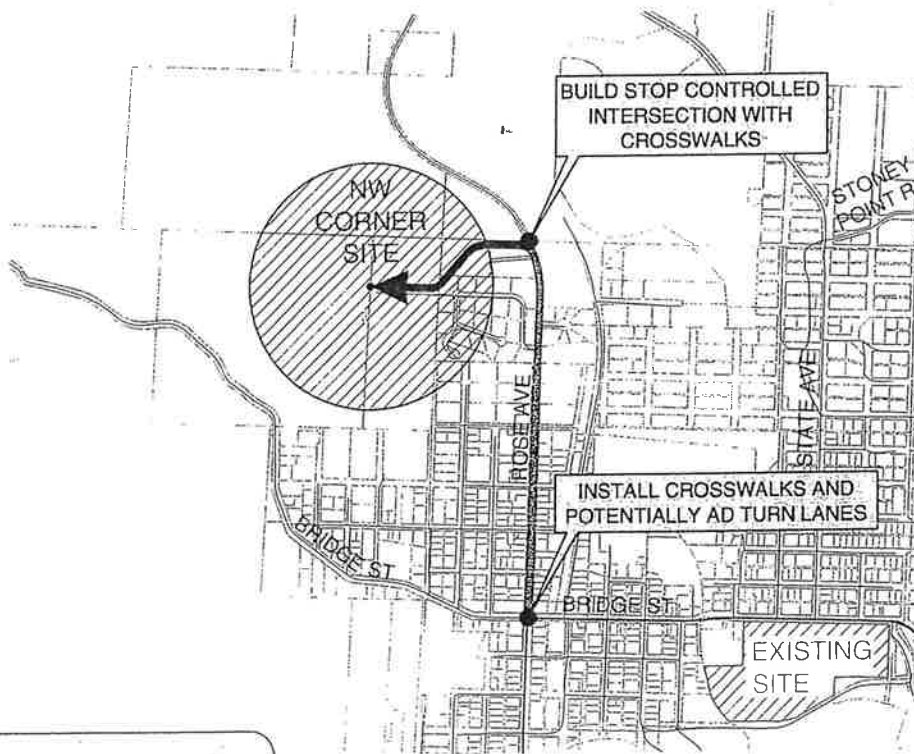 BUILD STOP CONTROLLED
INTERSECTION WITH
CROSSWALKS
NW
CORNER
SITE
STONEY
POINT R
ROSE AVE
STATE AVE
INSTALL CROSSWALKS AND
POTENTIALLY AD TURN LANES
BRIDGE ST
BRIDGE ST
EXISTING
SITE